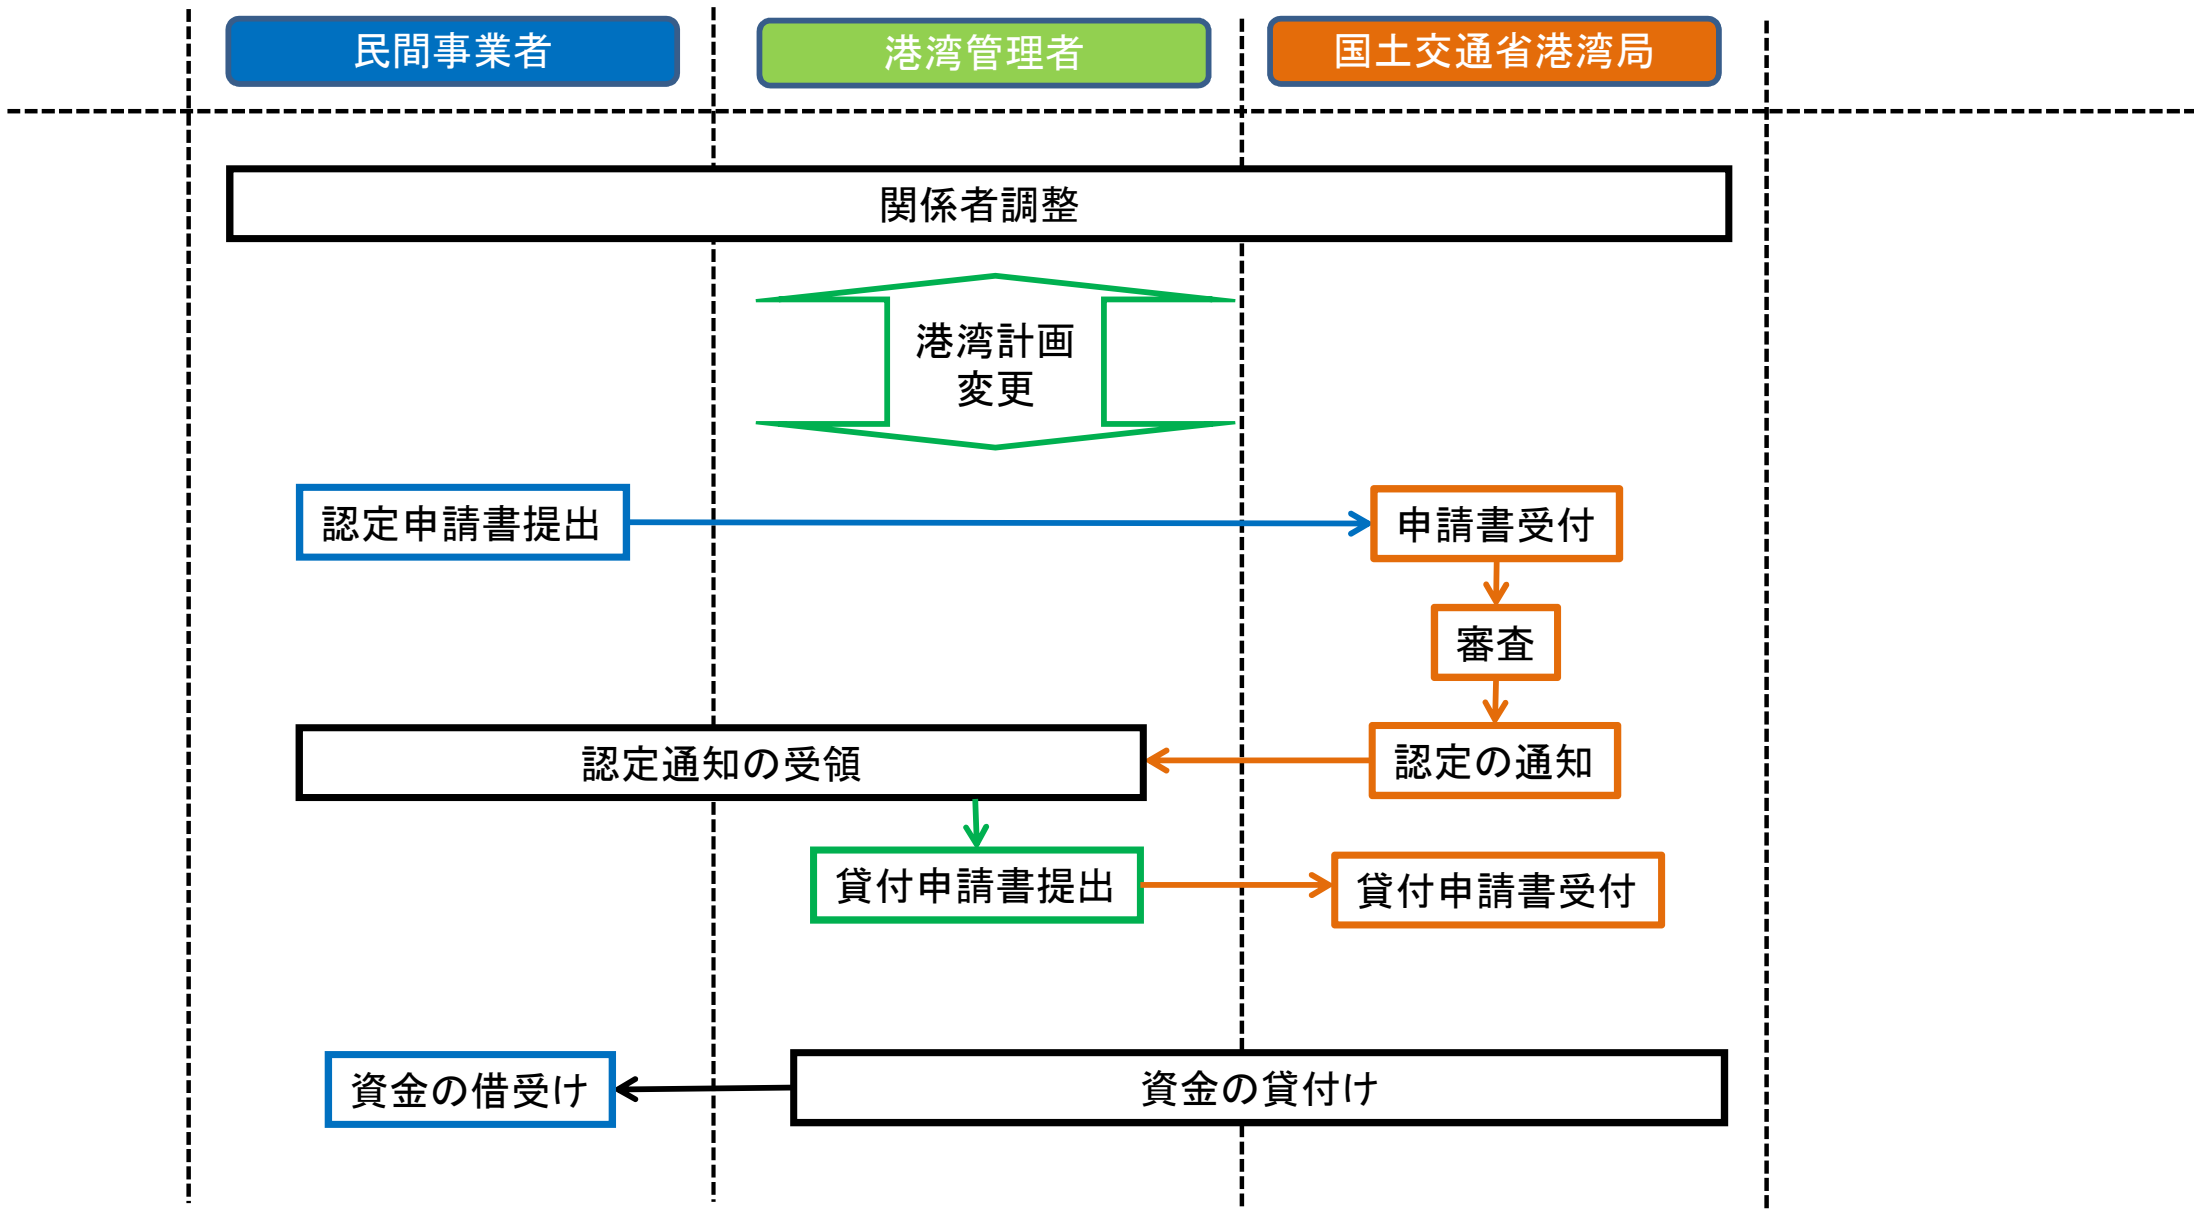 民間事業者
港湾管理者
国土交通省港湾局
関係者調整
港湾計画
変更
認定申請書提出
申請書受付
審査
認定通知の受領
認定の通知
貸付申請書提出
貸付申請書受付
資金の借受け
資金の貸付け